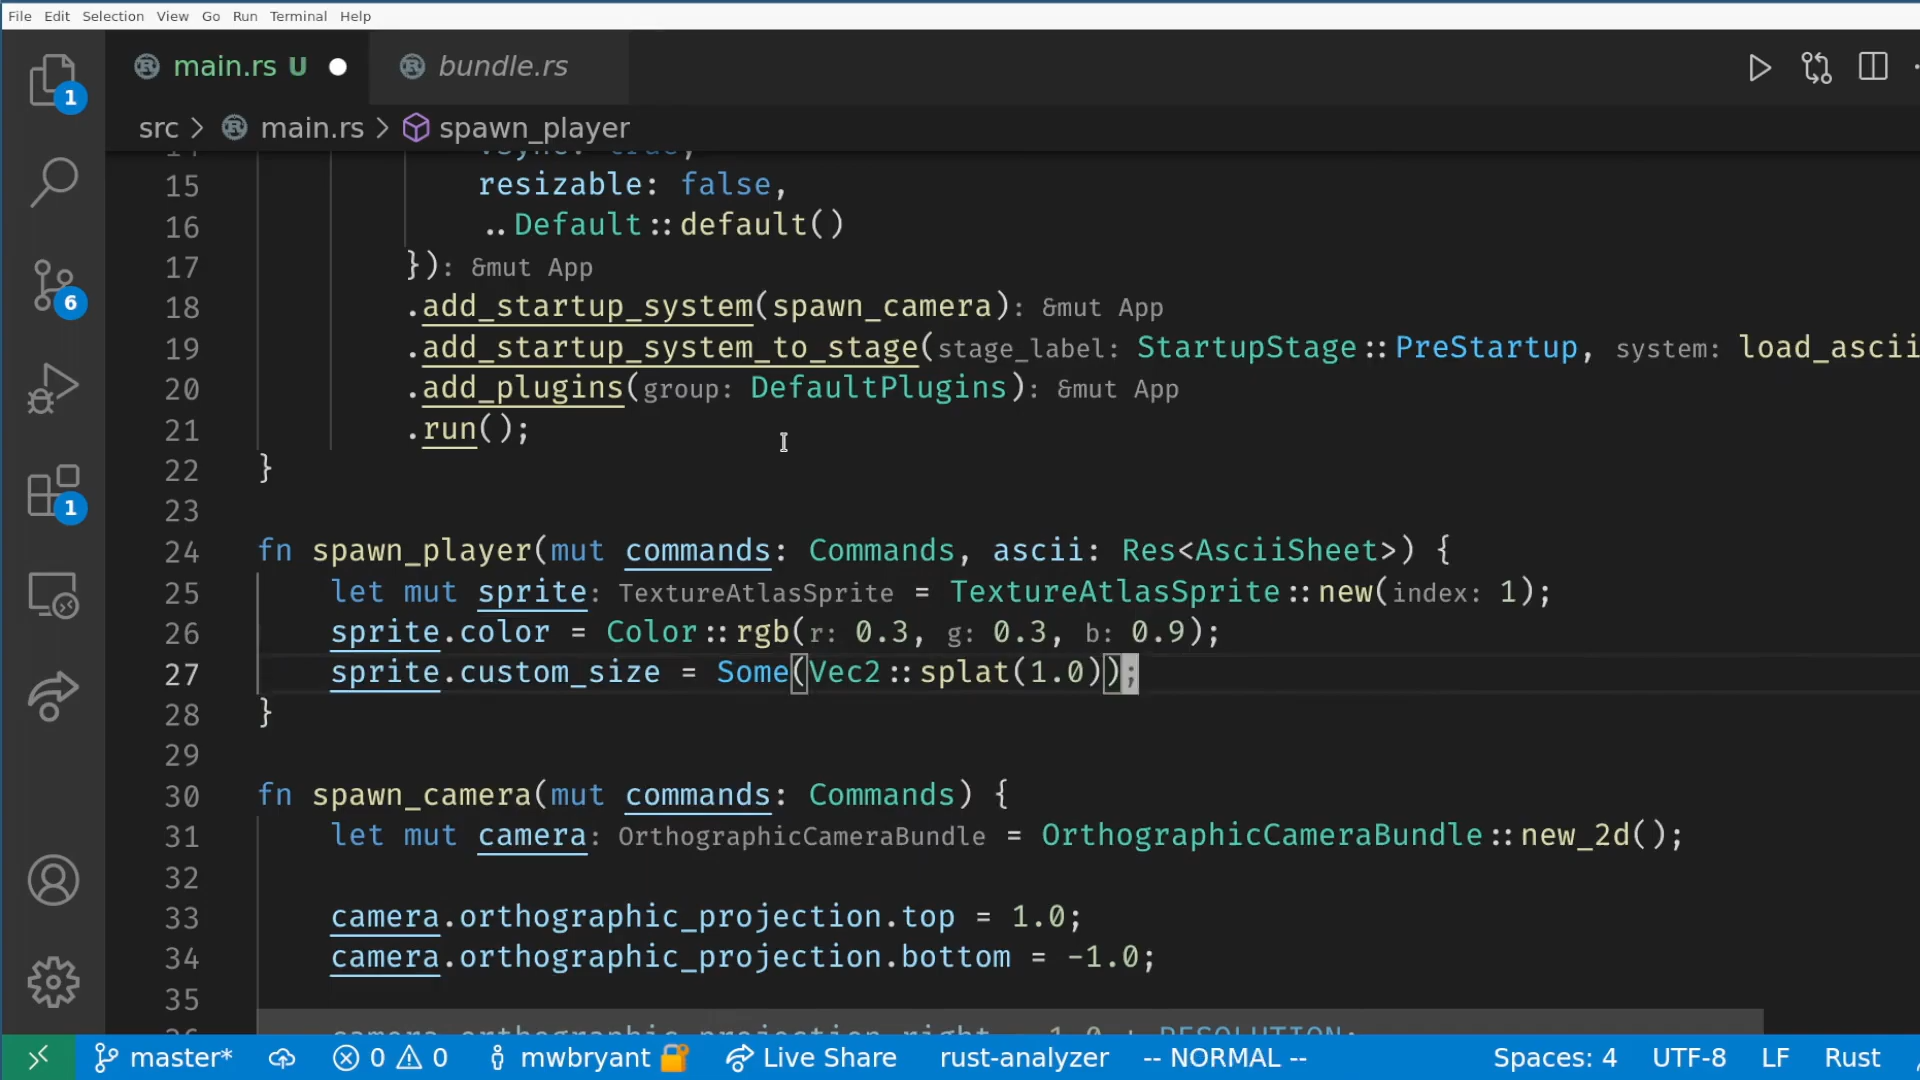 File Edit Selection View Go Run Terminal Help
main.rs U
bundle.rs
src > main.rs > spawn_player
15 resizable: false,
16 ..Default::default()
17 }): &mut App
18 .add_startup_system(spawn_camera): &mut App
19 .add_startup_system_to_stage(stage_label: StartupStage::PreStartup, system: load_ascii
20 .add_plugins(group: DefaultPlugins): &mut App
21 .run();
22 }
23
24 fn spawn_player(mut commands: Commands, ascii: Res<AsciiSheet>) {
25 let mut sprite: TextureAtlasSprite = TextureAtlasSprite::new(index: 1);
26 sprite.color = Color::rgb(r: 0.3, g: 0.3, b: 0.9);
27 sprite.custom_size = Some(Vec2::splat(1.0));
28 }
29
30 fn spawn_camera(mut commands: Commands) {
31 let mut camera: OrthographicCameraBundle = OrthographicCameraBundle::new_2d();
32
33 camera.orthographic_projection.top = 1.0;
34 camera.orthographic_projection.bottom = -1.0;
35
1
6
1
master* 0 0 mwbryant Live Share rust-analyzer -- NORMAL -- Spaces: 4 UTF-8 LF Rust